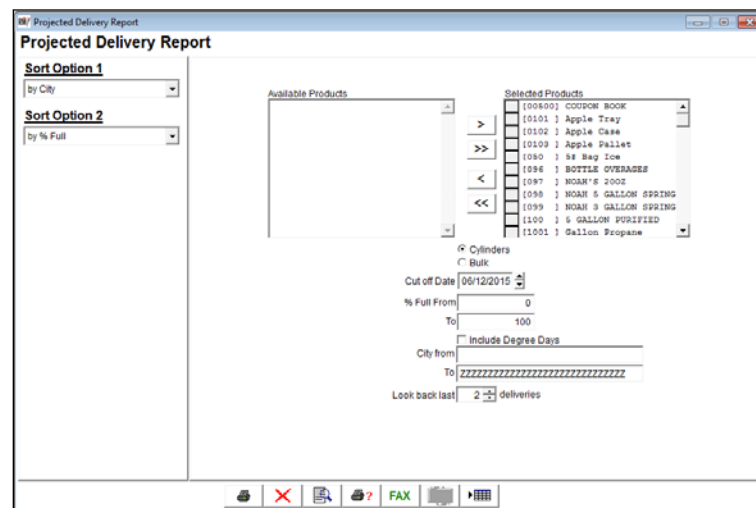 Projected Delivery Report
Projected Delivery Report
Sort Option 1
by City
Sort Option 2
by % Full
Available Products
Selected Products
[00500] COUPON BOOK
[0101 ] Apple Tray
[0102 ] Apple Case
[0103 ] Apple Pallet
[050 ] 5# Bag Ice
[096 ] BOTTLE OVERAGES
[097 ] NOAH'S 20OZ
[098 ] NOAH 5 GALLON SPRING
[099 ] NOAH 3 GALLON SPRING
[100 ] 5 GALLON PURIFIED
[1001 ] Gallon Propane
>
>>
<
<<
Cylinders
Bulk
Cut off Date 06/12/2015
% Full From 0
To 100
Include Degree Days
City from
To ZZZZZZZZZZZZZZZZZZZZZZZZZZZZZZ
Look back last 2 deliveries
? FAX